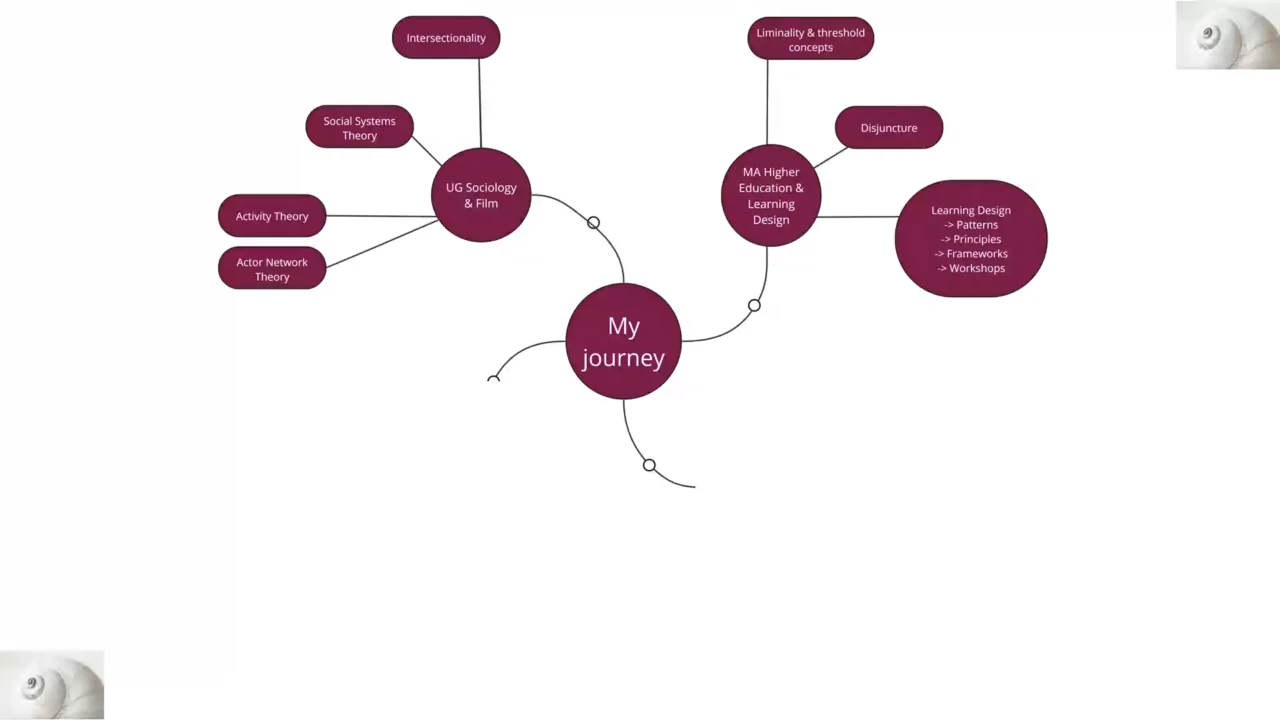 Intersectionality
Liminality & threshold
concepts
Social Systems
Theory
Disjuncture
UG Sociology
& Film
MA Higher
Education &
Learning
Design
Activity Theory
Actor Network
Theory
Learning Design
-> Patterns
-> Principles
-> Frameworks
-> Workshops
My
journey